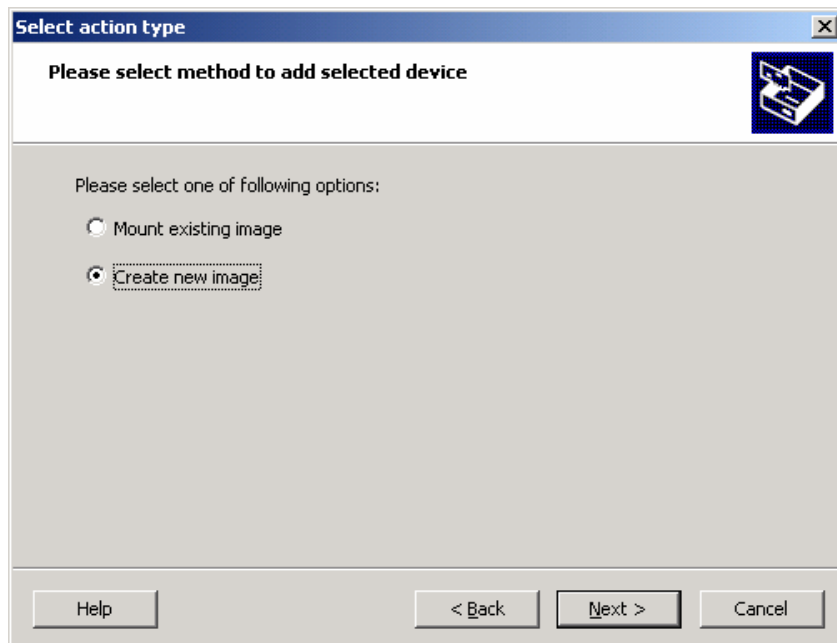 Select action type
Please select method to add selected device
Please select one of following options:
Mount existing image
Create new image
Help
< Back
Next >
Cancel